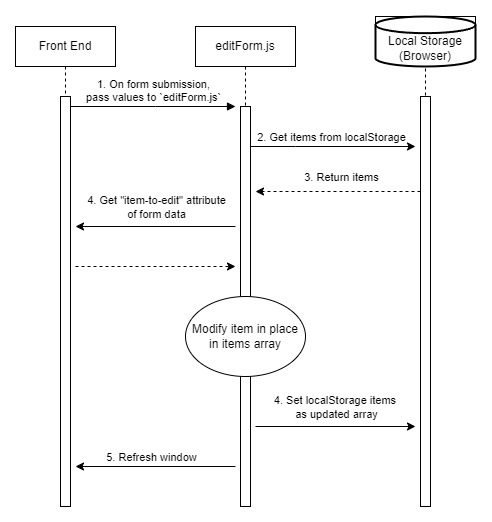 Front End
editForm.js
Local Storage
(Browser)
1. On form submission,
pass values to `editForm.js`
2. Get items from localStorage
3. Return items
4. Get "item-to-edit" attribute
of form data
Modify item in place
in items array
4. Set localStorage items
as updated array
5. Refresh window